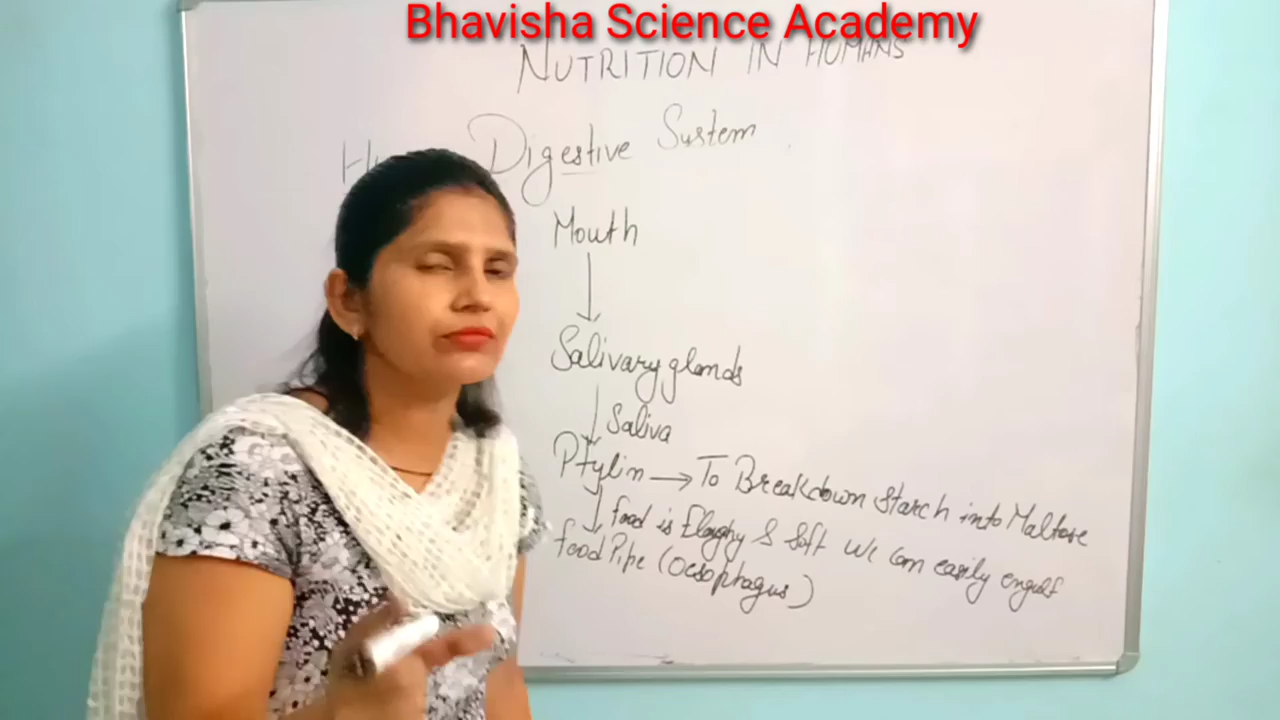 Bhavisha Science Academy
NUTRITION IN HUMANS
Digestive System
Mouth
Salivary glands
Saliva
Ptylin → To Breakdown Starch into Maltose
food is & Soft We can easily engulf
food Pipe (Oesophagus)